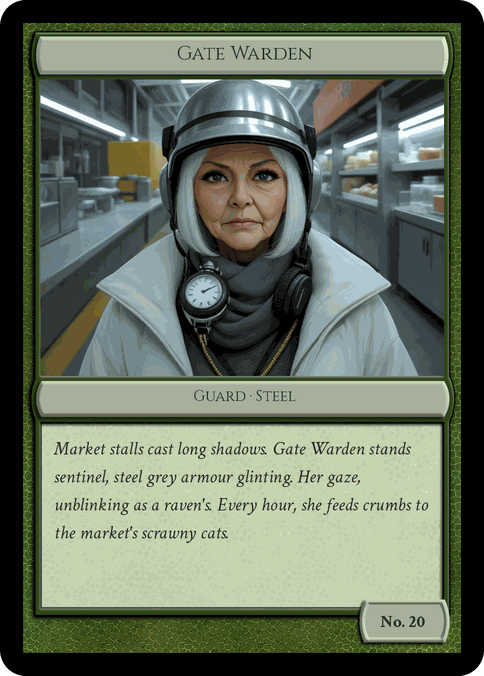 Gate Warden
Guard · Steel
Market stalls cast long shadows. Gate Warden stands
sentinel, steel grey armour glinting. Her gaze,
unblinking as a raven's. Every hour, she feeds crumbs to
the market's scrawny cats.
No. 20